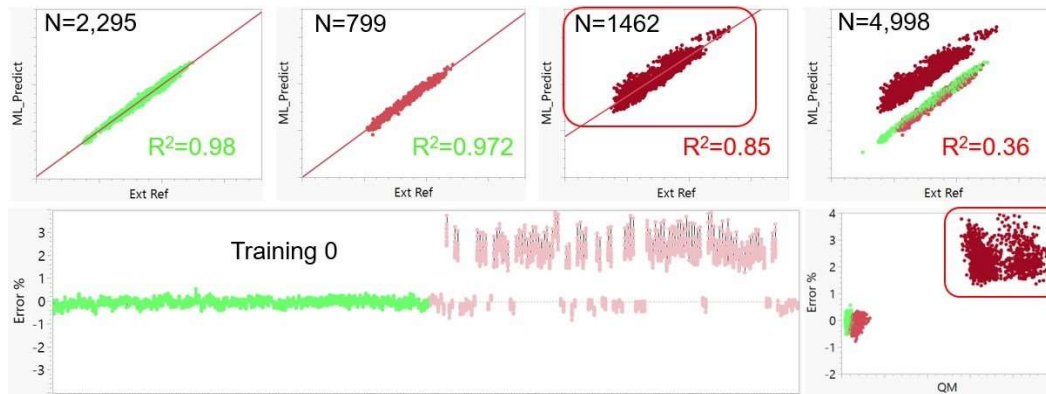 N=2,295
ML_Predict
R²=0.98
Ext Ref
N=799
ML_Predict
R²=0.972
Ext Ref
N=1462
ML_Predict
R²=0.85
Ext Ref
N=4,998
ML_Predict
R²=0.36
Ext Ref
Training 0
Error %
3
2
1
0
-1
-2
-3
Error %
4
3
2
1
0
-1
-2
QM